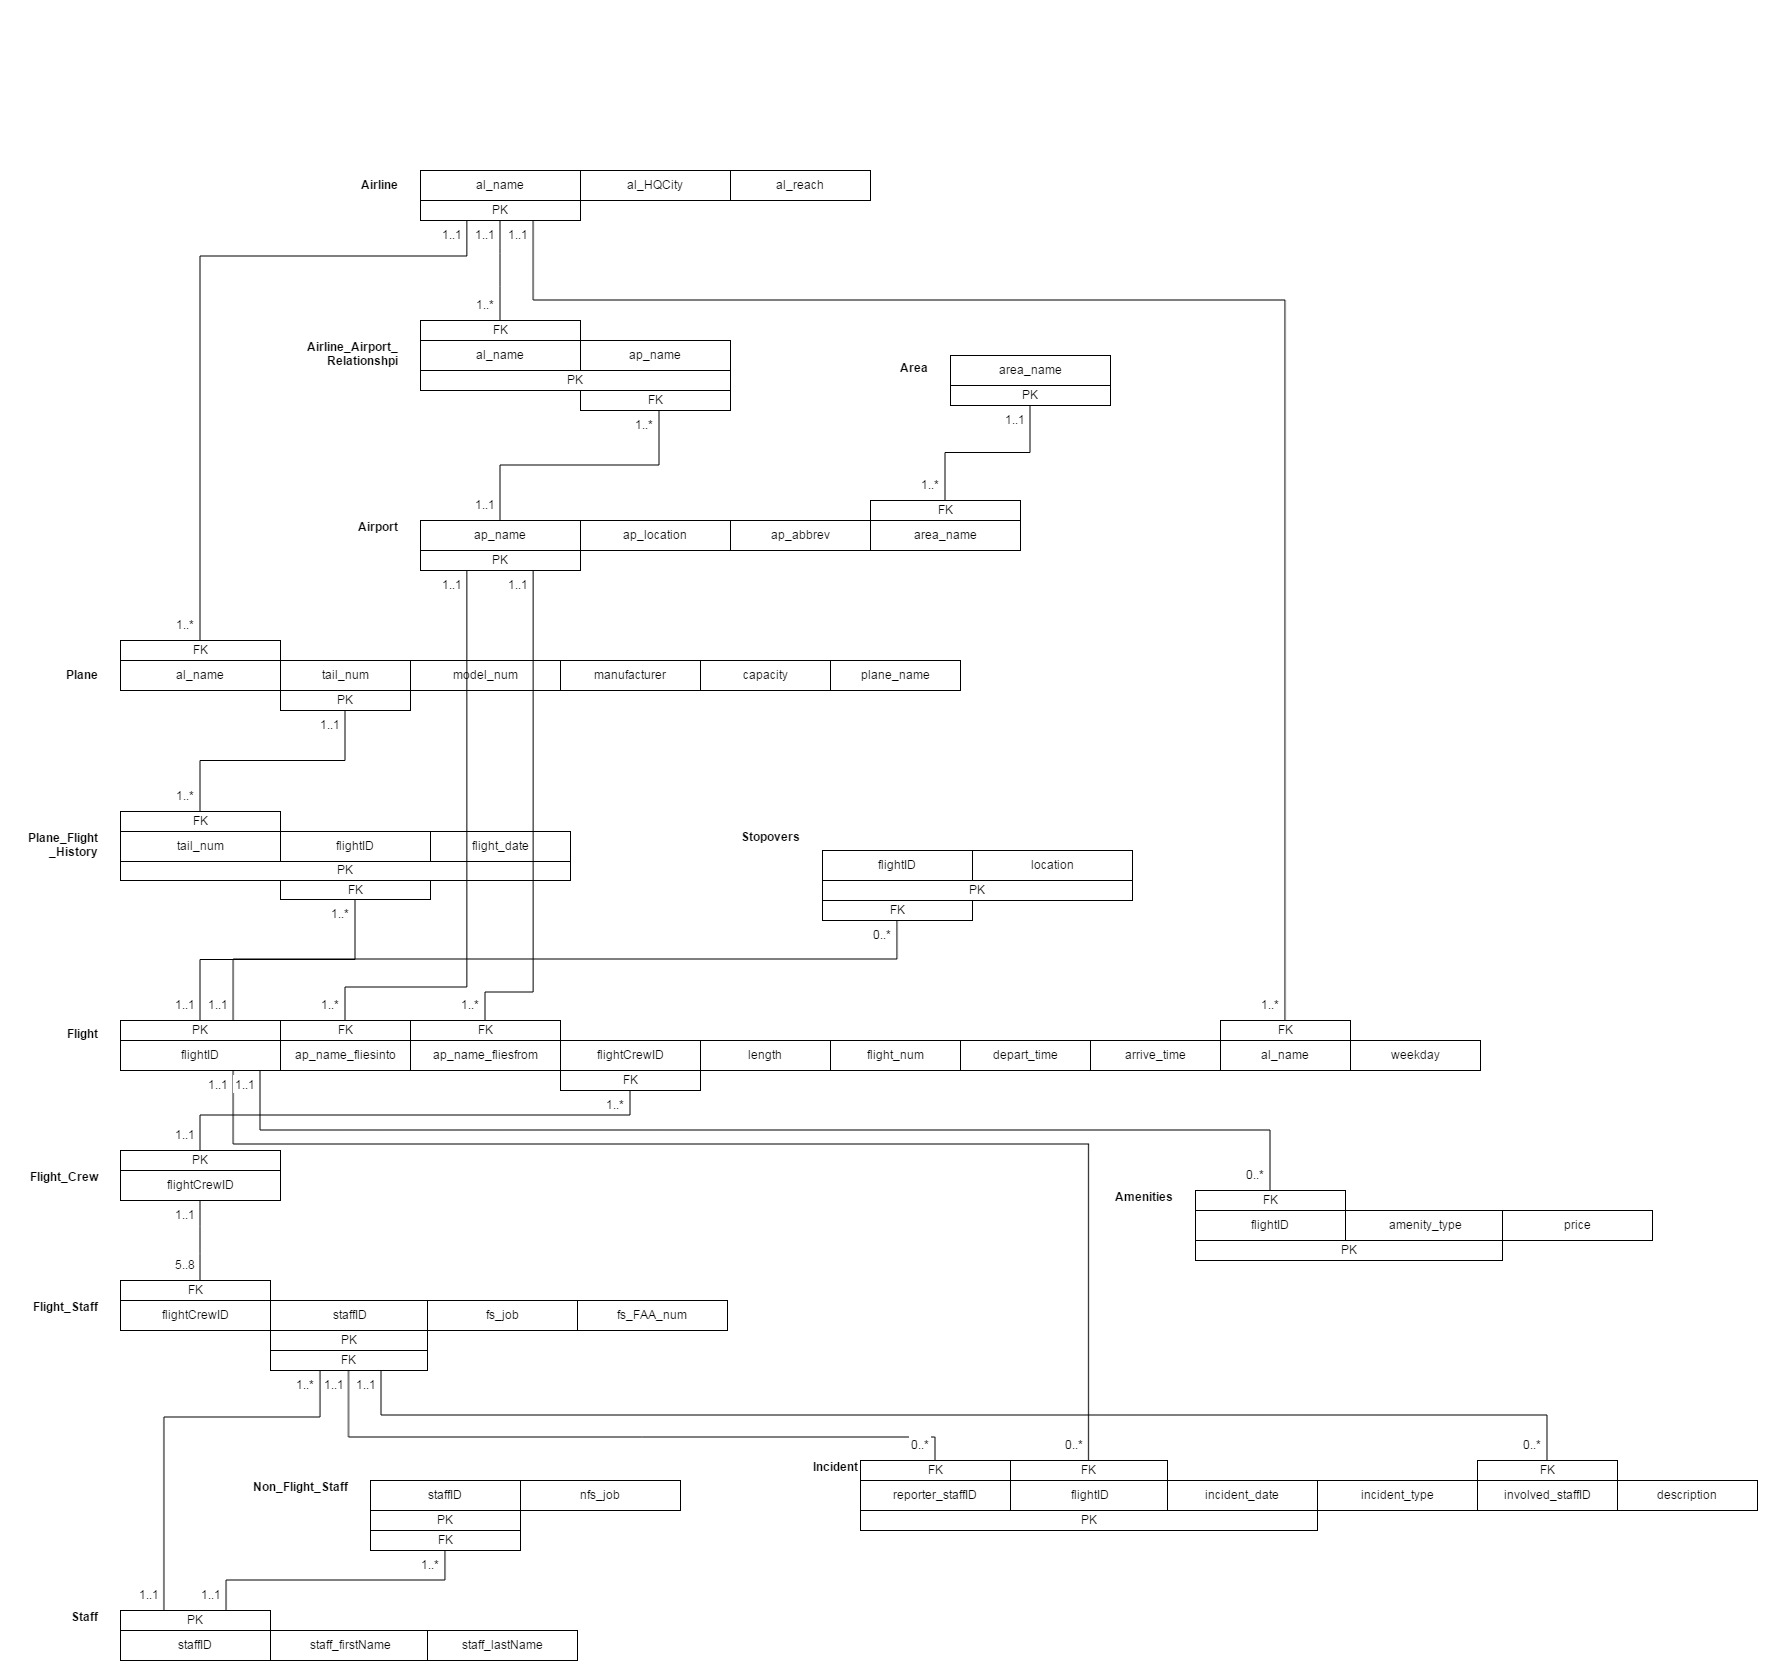 Airline al_name al_HQCity al_reach
PK
1..1 1..1 1..1
1..*
FK
Airline_Airport_
Relationshpi
al_name ap_name
PK
FK
1..*
Area area_name
PK
1..1
1..*
1..1
FK
Airport ap_name ap_location ap_abbrev area_name
PK
1..1 1..1
1..*
FK
Plane al_name tail_num model_num manufacturer capacity plane_name
PK
1..1
1..*
FK
Plane_Flight
_History
tail_num flightID flight_date
PK
FK
1..*
Stopovers
flightID location
PK
FK
0..*
1..1 1..1 1..* 1..* 1..*
Flight PK FK FK FK
flightID ap_name_fliesinto ap_name_fliesfrom flightCrewID length flight_num depart_time arrive_time al_name weekday
1..1 1..1 FK
1..*
1..1
PK
Flight_Crew
flightCrewID
1..1
0..*
Amenities FK
flightID amenity_type price
PK
5..8
FK
Flight_Staff
flightCrewID staffID fs_job fs_FAA_num
PK
FK
1..* 1..1 1..1
0..* 0..* 0..*
Incident FK FK FK
reporter_staffID flightID incident_date incident_type involved_staffID description
PK
Non_Flight_Staff staffID nfs_job
PK
FK
1..*
1..1 1..1
Staff PK
staffID staff_firstName staff_lastName